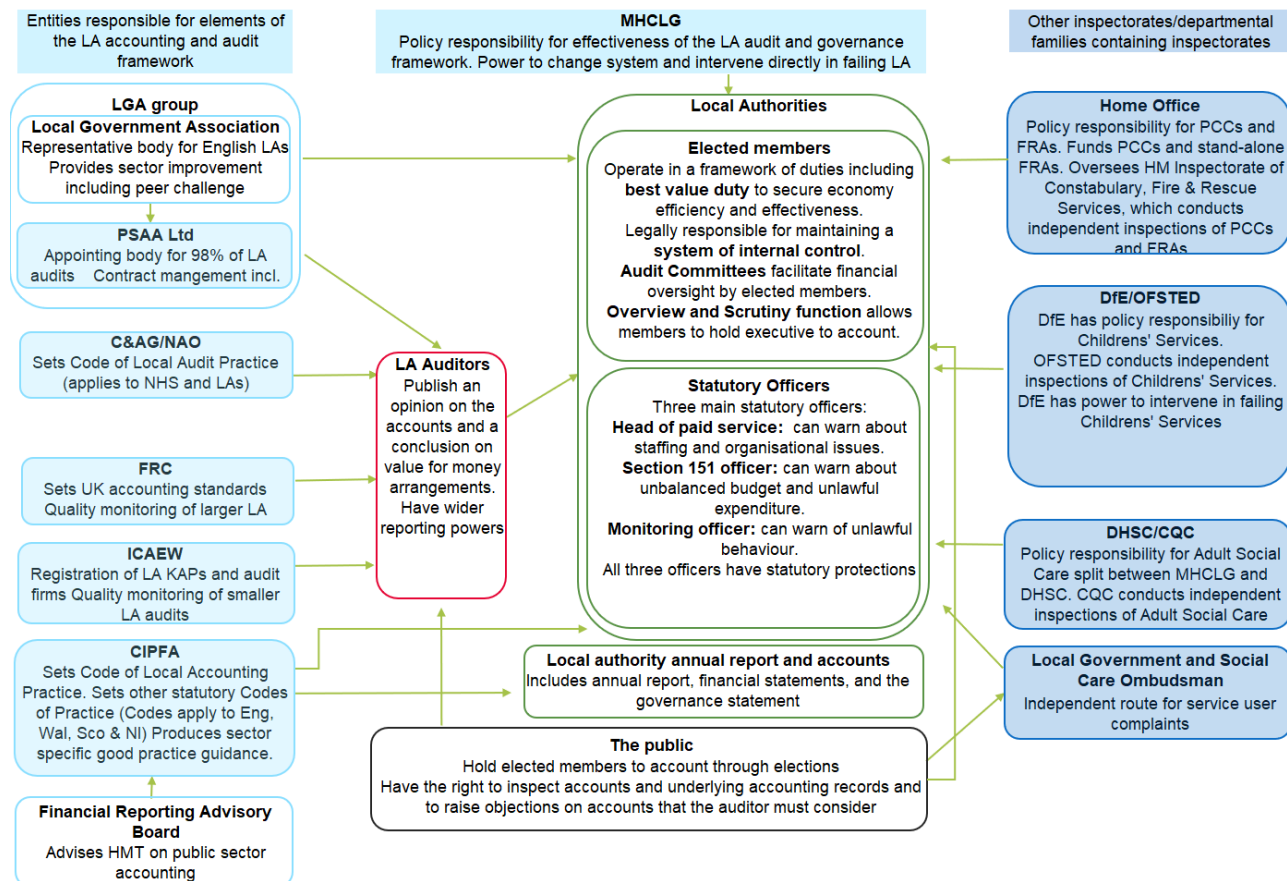 Entities responsible for elements of
the LA accounting and audit
framework
MHCLG
Policy responsibility for effectiveness of the LA audit and governance
framework. Power to change system and intervene directly in failing LA
Other inspectorates/departmental
families containing inspectorates
LGA group
Local Government Association
Representative body for English LAs
Provides sector improvement
including peer challenge
PSAA Ltd
Appointing body for 98% of LA
audits Contract mangement incl.
C&AG/NAO
Sets Code of Local Audit Practice
(applies to NHS and LAs)
FRC
Sets UK accounting standards
Quality monitoring of larger LA
ICAEW
Registration of LA KAPs and audit
firms Quality monitoring of smaller
LA audits
CIPFA
Sets Code of Local Accounting
Practice. Sets other statutory Codes
of Practice (Codes apply to Eng,
Wal, Sco & NI) Produces sector
specific good practice guidance.
Financial Reporting Advisory
Board
Advises HMT on public sector
accounting
LA Auditors
Publish an
opinion on the
accounts and a
conclusion on
value for money
arrangements.
Have wider
reporting powers
Local Authorities
Elected members
Operate in a framework of duties including
best value duty to secure economy
efficiency and effectiveness.
Legally responsible for maintaining a
system of internal control.
Audit Committees facilitate financial
oversight by elected members.
Overview and Scrutiny function allows
members to hold executive to account.
Statutory Officers
Three main statutory officers:
Head of paid service: can warn about
staffing and organisational issues.
Section 151 officer: can warn about
unbalanced budget and unlawful
expenditure.
Monitoring officer: can warn of unlawful
behaviour.
All three officers have statutory protections
Local authority annual report and accounts
Includes annual report, financial statements, and the
governance statement
The public
Hold elected members to account through elections
Have the right to inspect accounts and underlying accounting records and
to raise objections on accounts that the auditor must consider
Home Office
Policy responsibility for PCCs and
FRAs. Funds PCCs and stand-alone
FRAs. Oversees HM Inspectorate of
Constabulary, Fire & Rescue
Services, which conducts
independent inspections of PCCs
and FRAs
DfE/OFSTED
DfE has policy responsibiliy for
Childrens' Services.
OFSTED conducts independent
inspections of Childrens' Services.
DfE has power to intervene in failing
Childrens' Services
DHSC/CQC
Policy responsibility for Adult Social
Care split between MHCLG and
DHSC. CQC conducts independent
inspections of Adult Social Care
Local Government and Social
Care Ombudsman
Independent route for service user
complaints